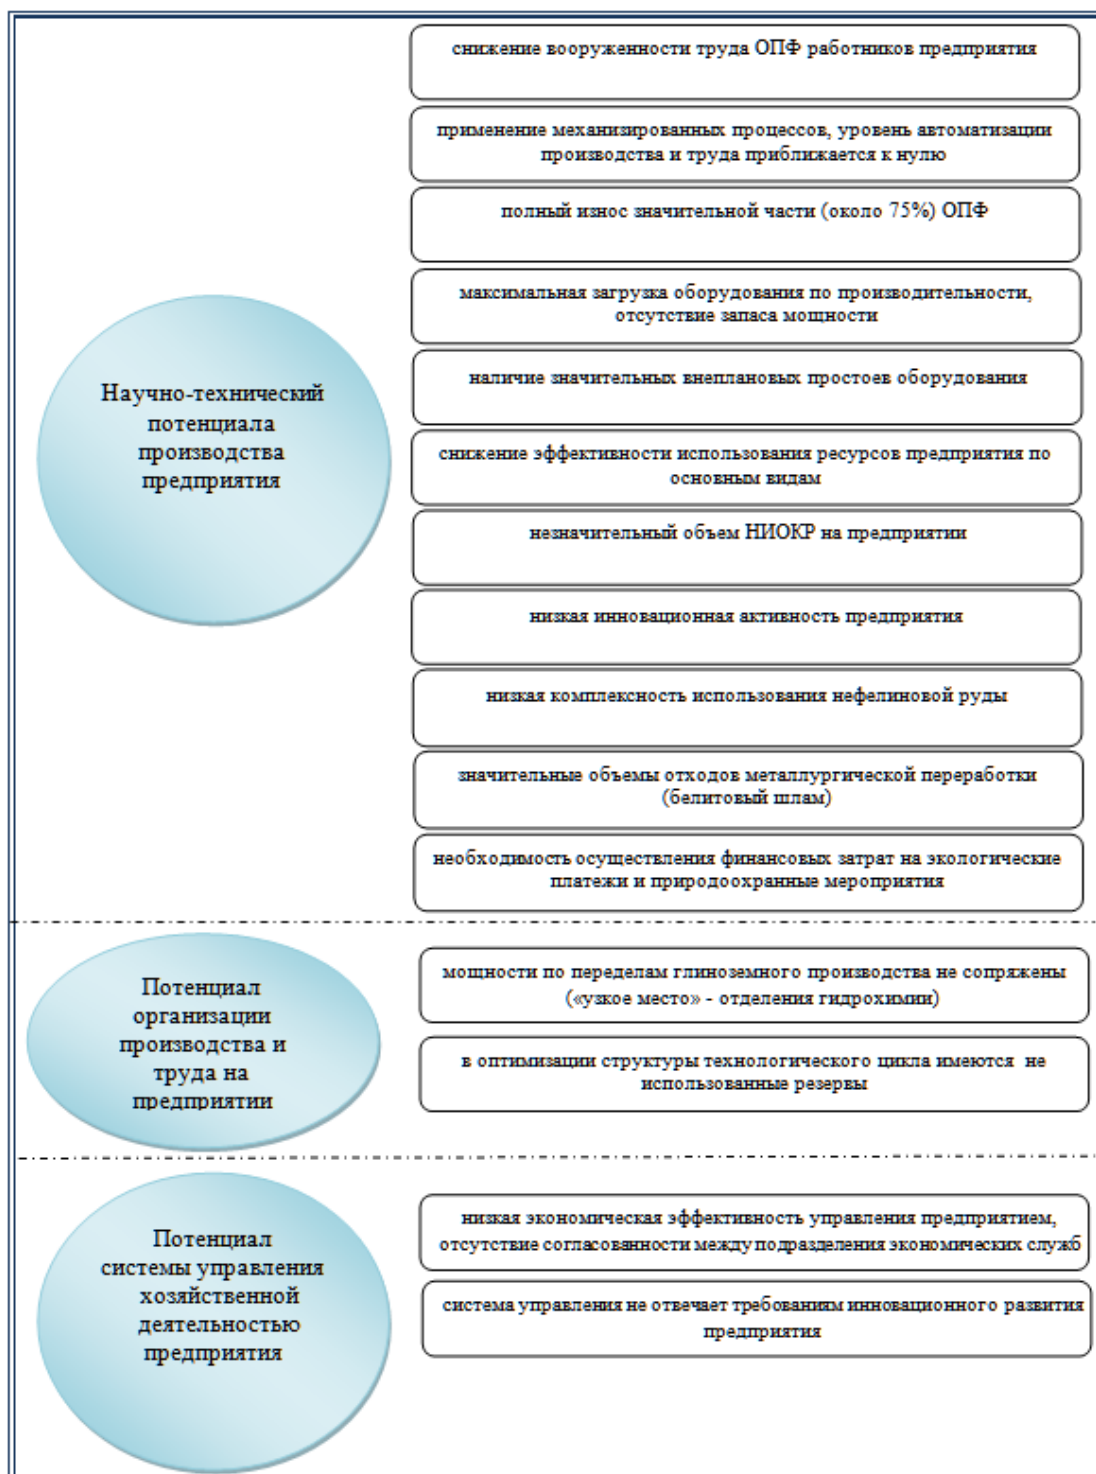 снижение вооруженности труда ОПФ работников предприятия
применение механизированных процессов, уровень автоматизации
производства и труда приближается к нулю
полный износ значительной части (около 75%) ОПФ
максимальная загрузка оборудования по производительности,
отсутствие запаса мощности
наличие значительных внеплановых простоев оборудования
Научно-технический
потенциала
производства
предприятия
снижение эффективности использования ресурсов предприятия по
основным видам
незначительный объем НИОКР на предприятии
низкая инновационная активность предприятия
низкая комплексность использования нефелиновой руды
значительные объемы отходов металлургической переработки
(белитовый шлам)
необходимость осуществления финансовых затрат на экологические
платежи и природоохранные мероприятия
Потенциал
организации
производства и
труда на
предприятии
мощности по переделам глиноземного производства не сопряжены
(«узкое место» - отделения гидрохимии)
в оптимизации структуры технологического цикла имеются не
использованные резервы
Потенциал
системы управления
хозяйственной
деятельностью
предприятия
низкая экономическая эффективность управления предприятием,
отсутствие согласованности между подразделения экономических служб
система управления не отвечает требованиям инновационного развития
предприятия